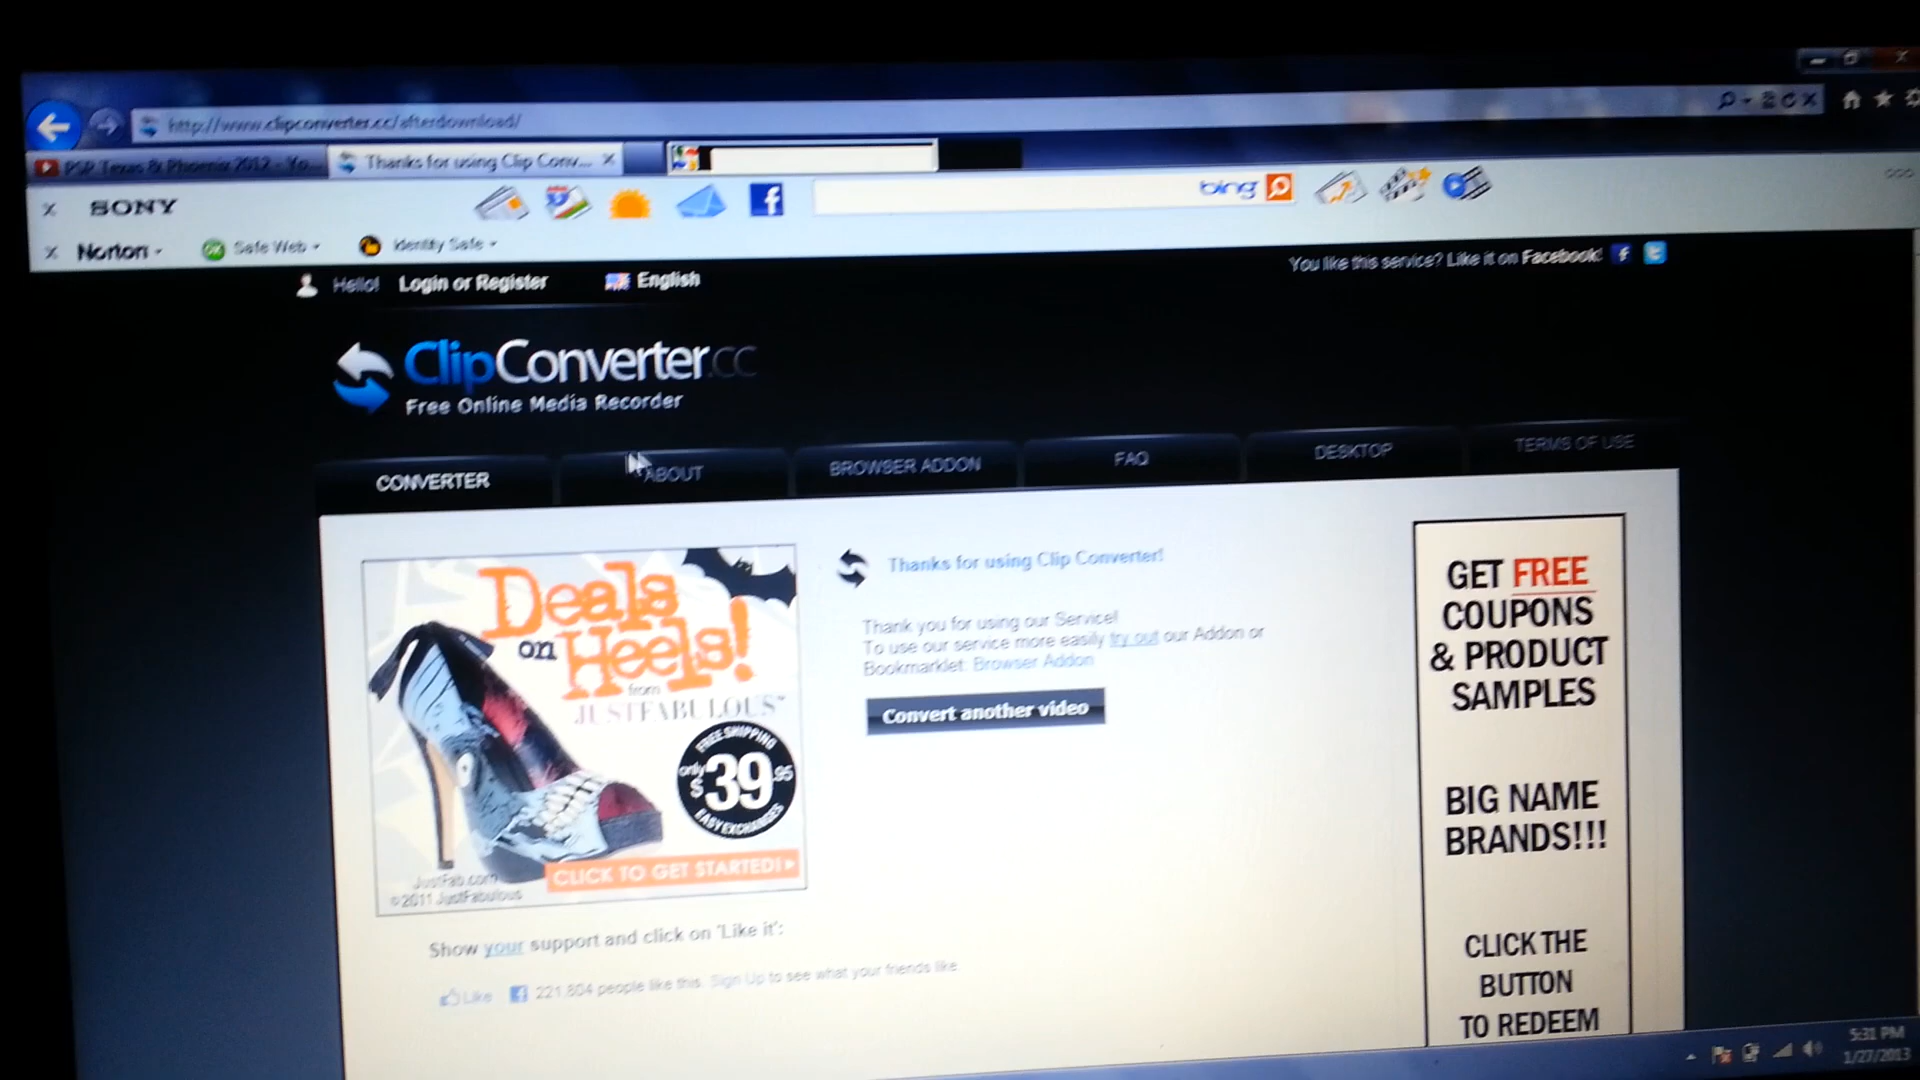 http://www.clipconverter.cc/afterdownload/
PSP Texas & Phoenix 2012 - Yo...
Thanks for using Clip Conv...
x SONY
bing
x Norton
OK Safe Web
Identity Safe
Hello! Login or Register
English
You like this service? Like it on Facebook!
ClipConverter.cc
Free Online Media Recorder
CONVERTER
ABOUT
BROWSER ADDON
FAQ
DESKTOP
TERMS OF USE
Deals
on Heels!
from
JUSTFABULOUS™
FREE SHIPPING
only $39.95
EASY EXCHANGES
CLICK TO GET STARTED!
JustFab.com
©2011 JustFabulous
Thanks for using Clip Converter!
Thank you for using our Service!
To use our service more easily try out our Addon or
Bookmarklet: Browser Addon
Convert another video
GET FREE
COUPONS
& PRODUCT
SAMPLES
BIG NAME
BRANDS!!!
CLICK THE
BUTTON
TO REDEEM
Show your support and click on 'Like it':
Like
221,804 people like this. Sign Up to see what your friends like.
5:31 PM
1/27/2013